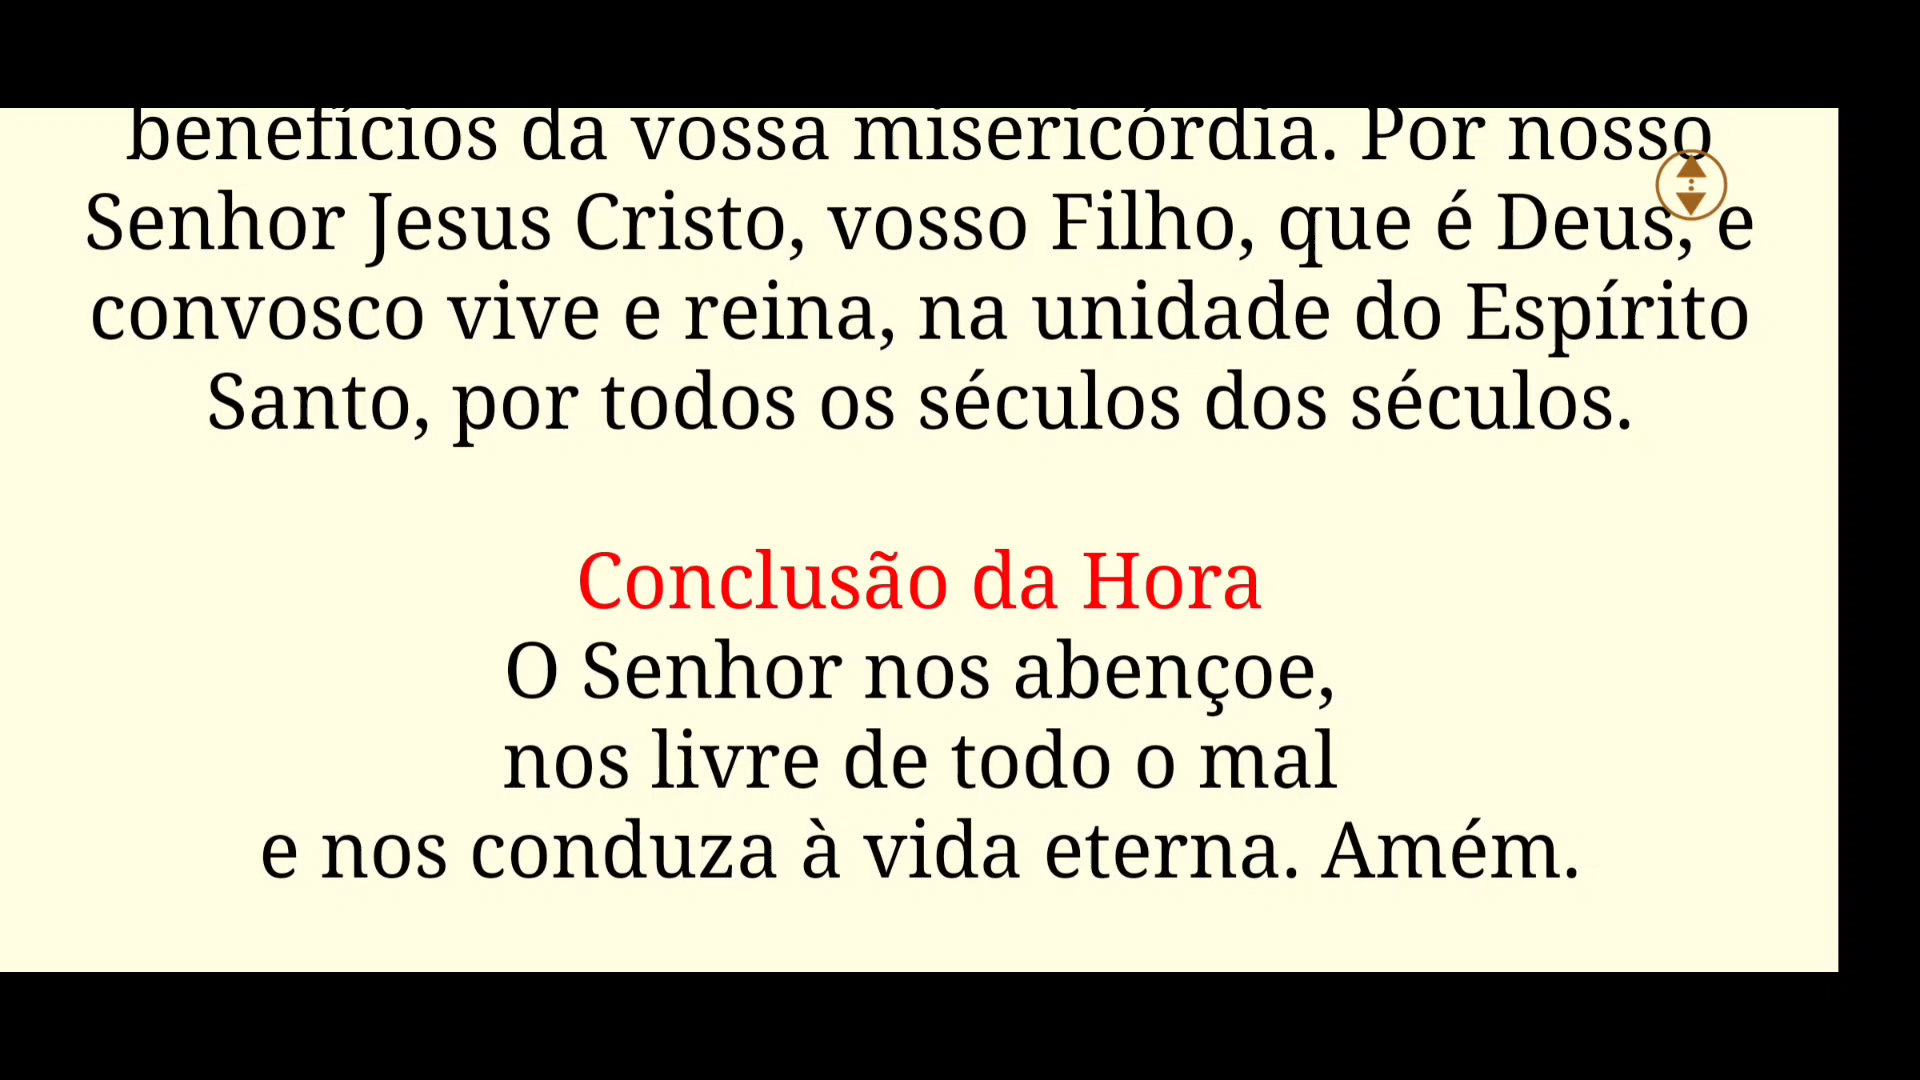 benefícios da vossa misericórdia. Por nosso
Senhor Jesus Cristo, vosso Filho, que é Deus, e
convosco vive e reina, na unidade do Espírito
Santo, por todos os séculos dos séculos.
Conclusão da Hora
O Senhor nos abençoe,
nos livre de todo o mal
e nos conduza à vida eterna. Amém.